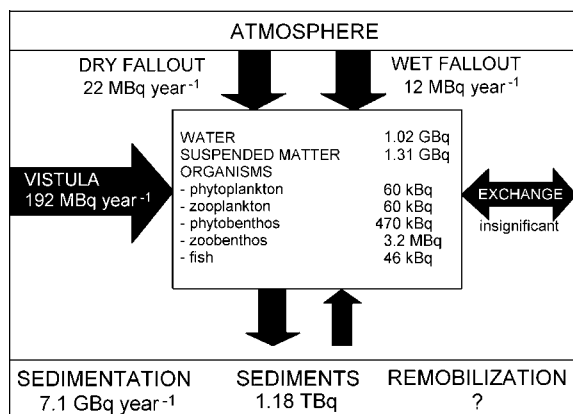 ATMOSPHERE
DRY FALLOUT
22 MBq year⁻¹
WET FALLOUT
12 MBq year⁻¹
WATER 1.02 GBq
SUSPENDED MATTER 1.31 GBq
ORGANISMS
- phytoplankton 60 kBq
- zooplankton 60 kBq
- phytobenthos 470 kBq
- zoobenthos 3.2 MBq
- fish 46 kBq
VISTULA
192 MBq year⁻¹
EXCHANGE
insignificant
SEDIMENTATION
7.1 GBq year⁻¹
SEDIMENTS
1.18 TBq
REMOBILIZATION
?